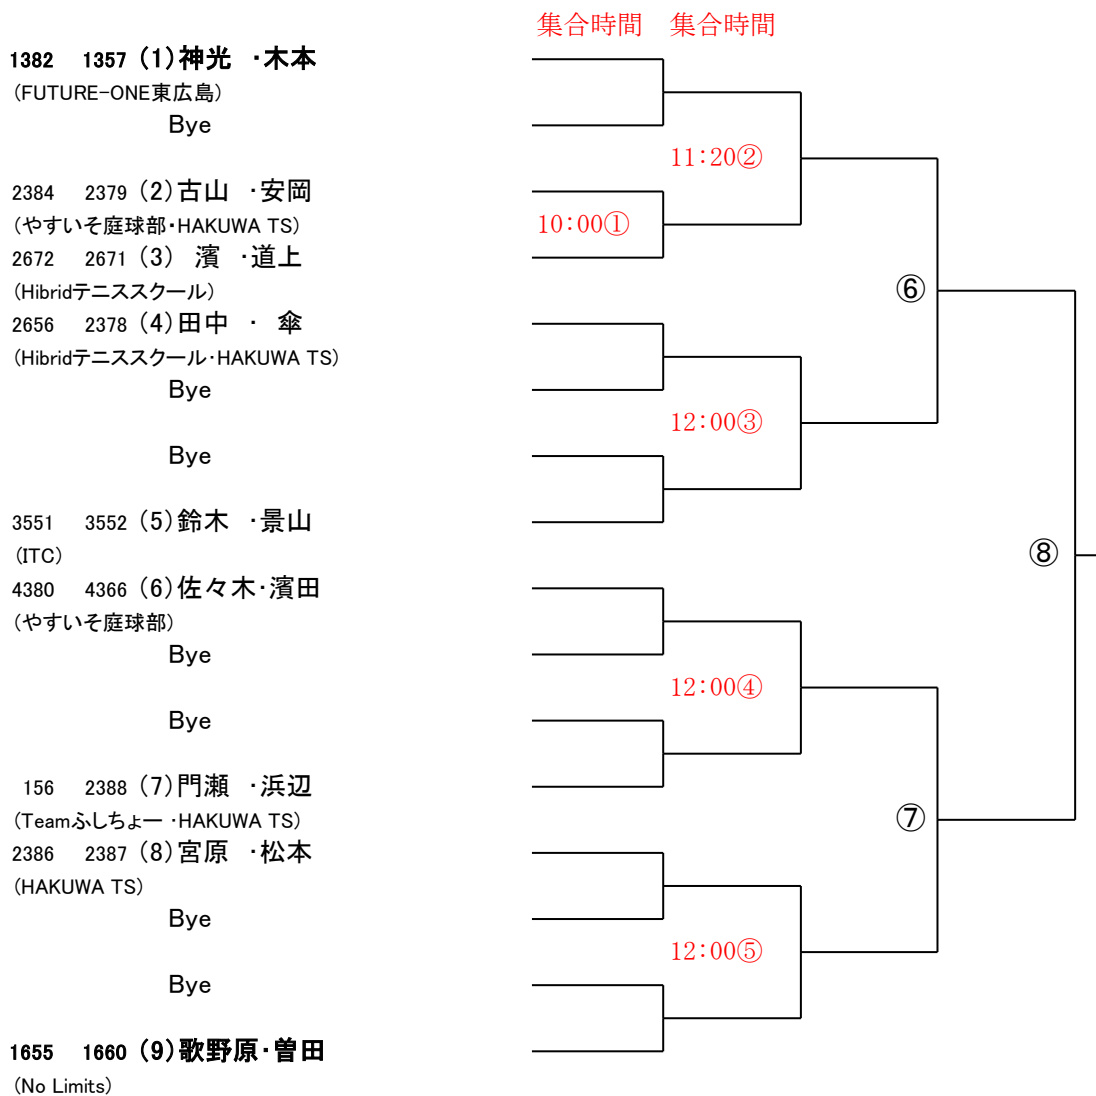 集合時間 集合時間
1382 1357 (1)神光 ・木本
(FUTURE-ONE東広島)
Bye
11:20②
2384 2379 (2)古山 ・安岡
(やすいそ庭球部・HAKUWA TS)
10:00①
2672 2671 (3) 濱 ・道上
(Hibridテニススクール)
⑥
2656 2378 (4)田中 ・ 傘
(Hibridテニススクール・HAKUWA TS)
Bye
12:00③
Bye
3551 3552 (5)鈴木 ・景山
(ITC)
⑧
4380 4366 (6)佐々木・濱田
(やすいそ庭球部)
Bye
12:00④
Bye
156 2388 (7)門瀬 ・浜辺
(Teamふしちょー ・HAKUWA TS)
⑦
2386 2387 (8)宮原 ・松本
(HAKUWA TS)
Bye
12:00⑤
Bye
1655 1660 (9)歌野原・曽田
(No Limits)